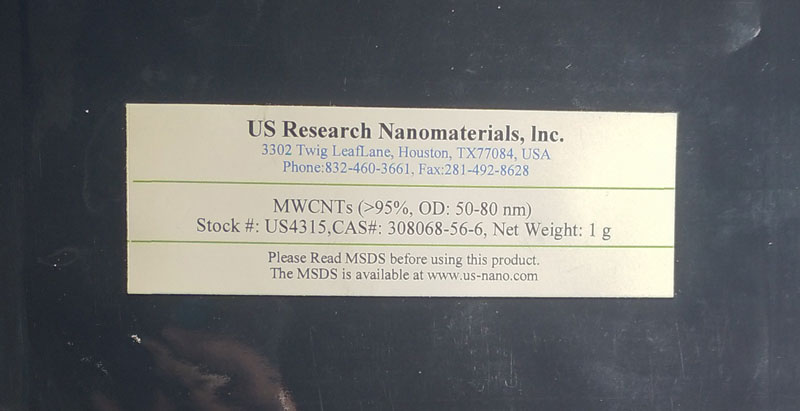 US Research Nanomaterials, Inc.
3302 Twig LeafLane, Houston, TX77084, USA
Phone:832-460-3661, Fax:281-492-8628
MWCNTs (>95%, OD: 50-80 nm)
Stock #: US4315,CAS#: 308068-56-6, Net Weight: 1 g
Please Read MSDS before using this product.
The MSDS is available at www.us-nano.com